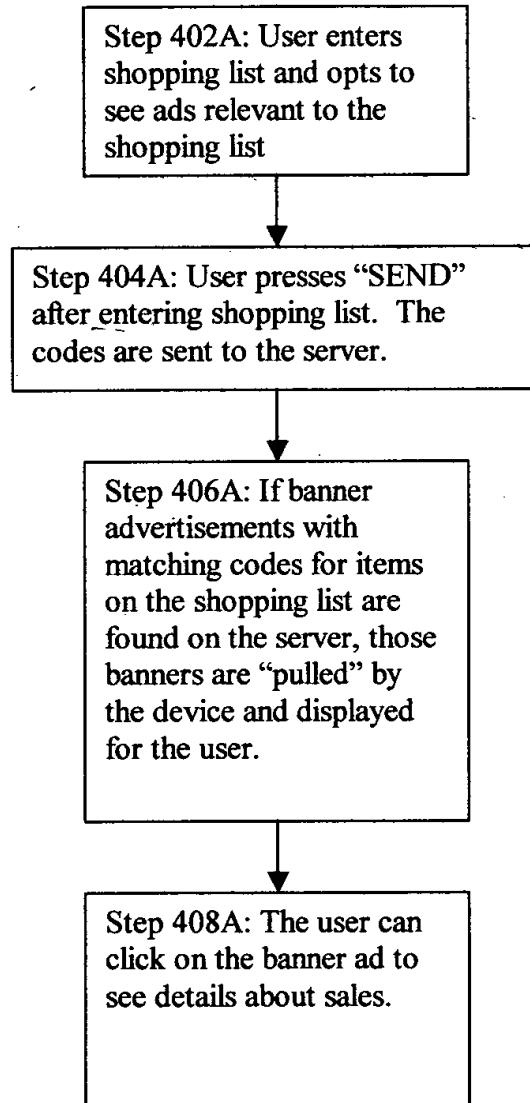 Step 402A: User enters
shopping list and opts to
see ads relevant to the
shopping list
Step 404A: User presses “SEND”
after entering shopping list. The
codes are sent to the server.
Step 406A: If banner
advertisements with
matching codes for items
on the shopping list are
found on the server, those
banners are “pulled” by
the device and displayed
for the user.
Step 408A: The user can
click on the banner ad to
see details about sales.